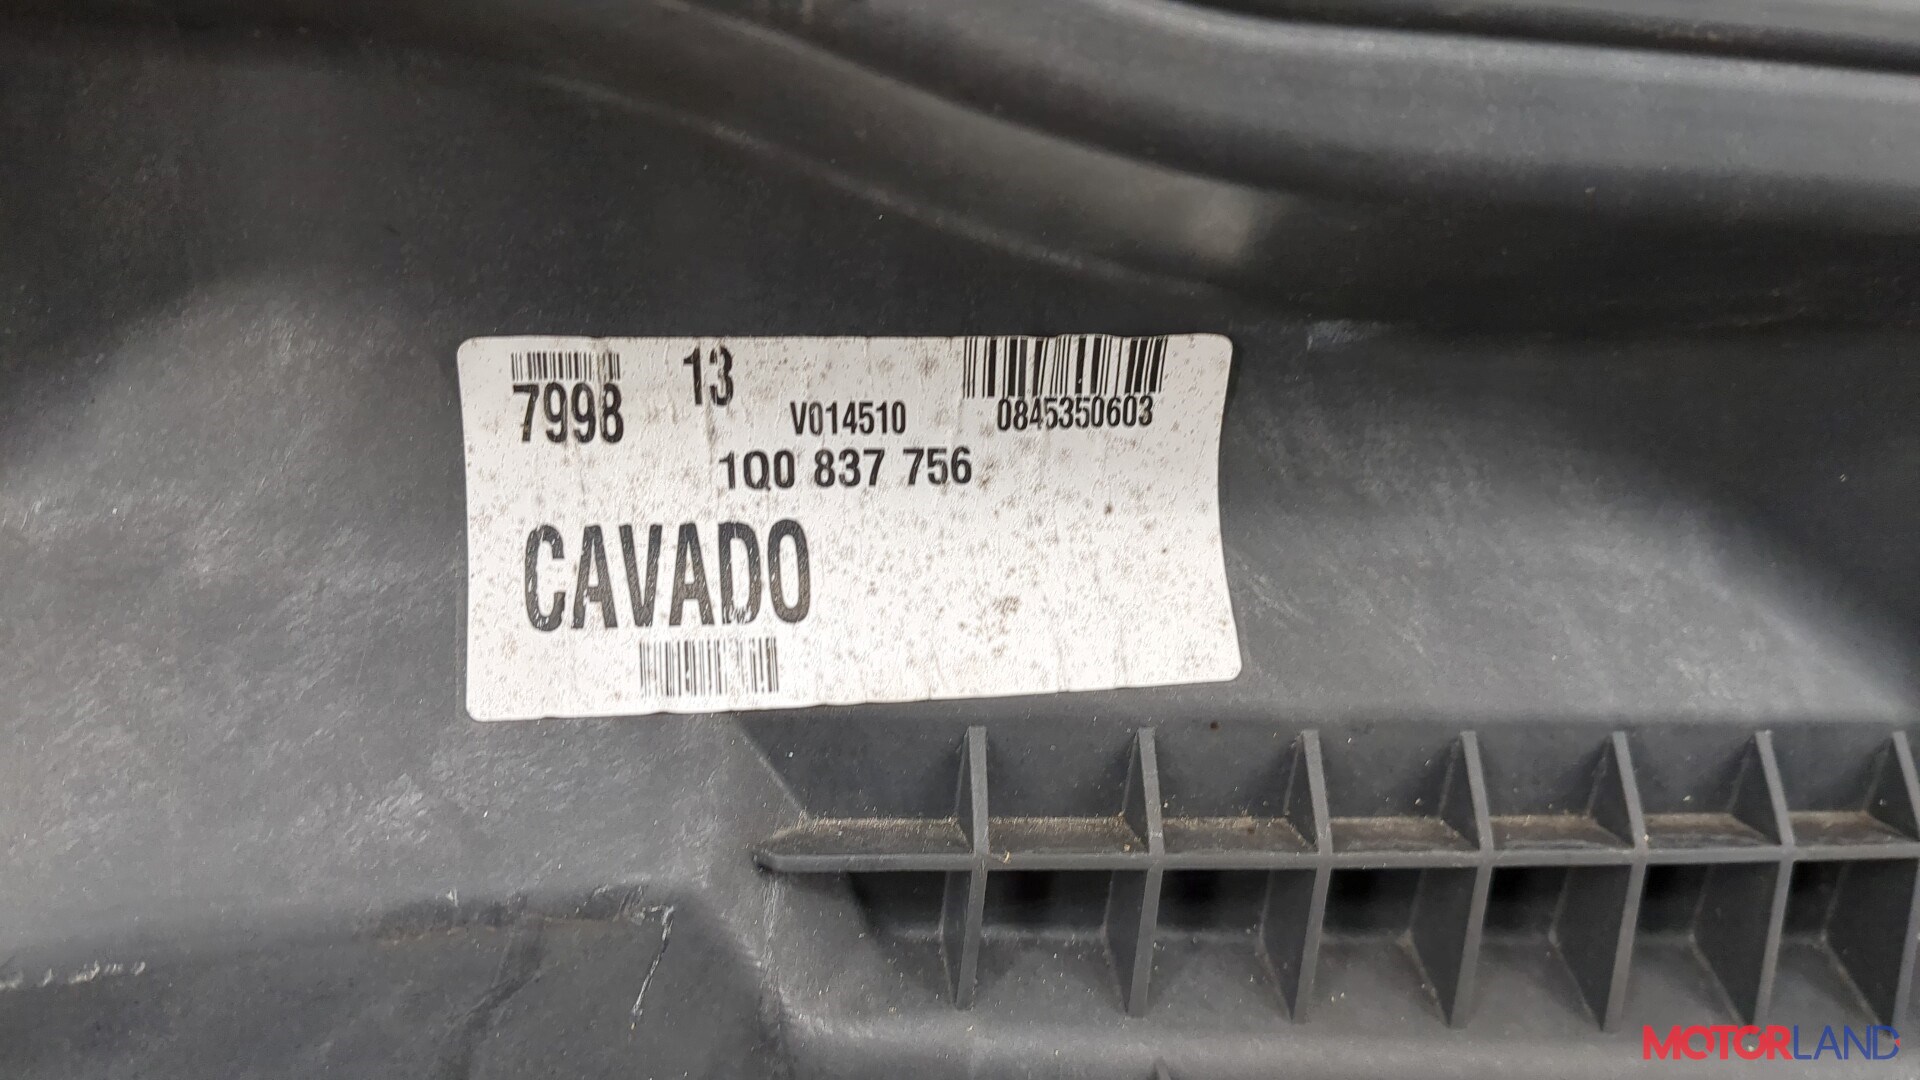 7998 13
V014510 0845350603
1Q0 837 756
CAVADO
MOTORLAND